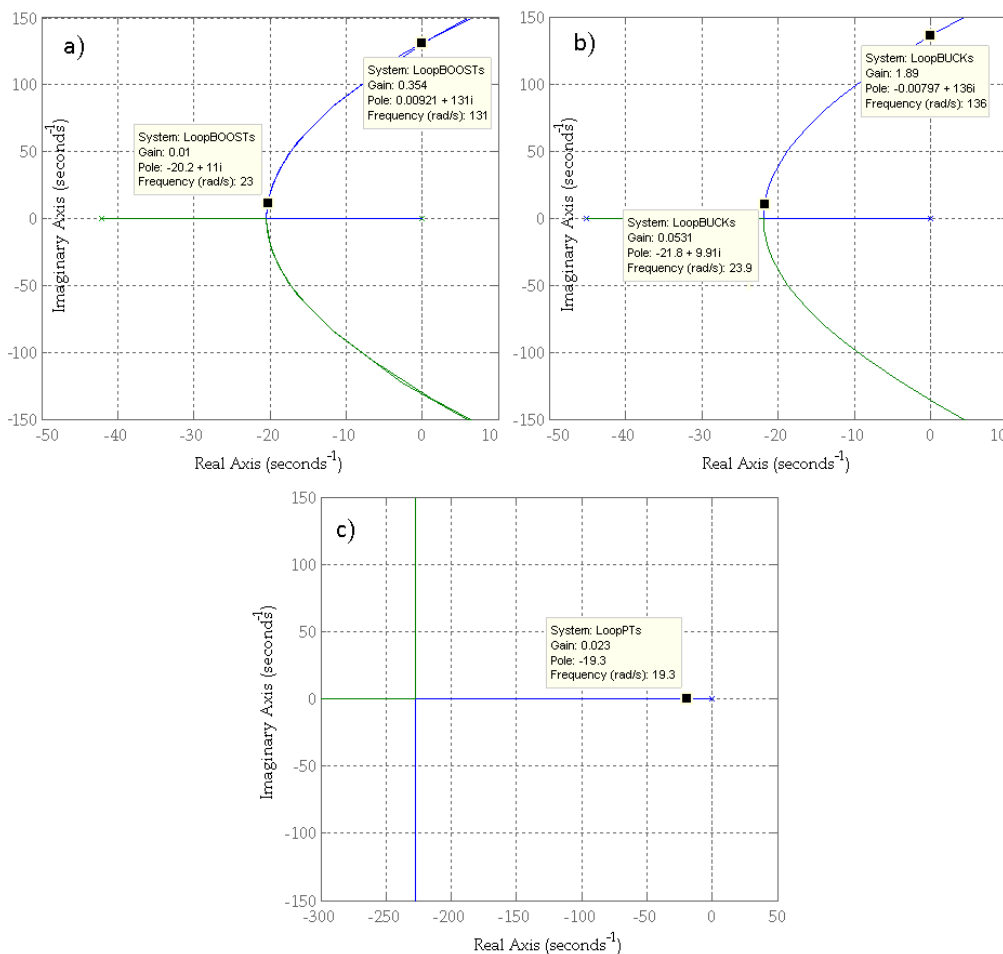 a)
System: LoopBOOSTs
Gain: 0.354
Pole: 0.00921 + 131i
Frequency (rad/s): 131
System: LoopBOOSTs
Gain: 0.01
Pole: -20.2 + 11i
Frequency (rad/s): 23
150
100
50
0
-50
-100
-150
Imaginary Axis (seconds⁻¹)
-50 -40 -30 -20 -10 0 10
Real Axis (seconds⁻¹)
b)
System: LoopBUCKs
Gain: 1.89
Pole: -0.00797 + 136i
Frequency (rad/s): 136
System: LoopBUCKs
Gain: 0.0531
Pole: -21.8 + 9.91i
Frequency (rad/s): 23.9
150
100
50
0
-50
-100
-150
Imaginary Axis (seconds⁻¹)
-50 -40 -30 -20 -10 0 10
Real Axis (seconds⁻¹)
c)
System: LoopPTs
Gain: 0.023
Pole: -19.3
Frequency (rad/s): 19.3
150
100
50
0
-50
-100
-150
Imaginary Axis (seconds⁻¹)
-300 -250 -200 -150 -100 -50 0 50
Real Axis (seconds⁻¹)